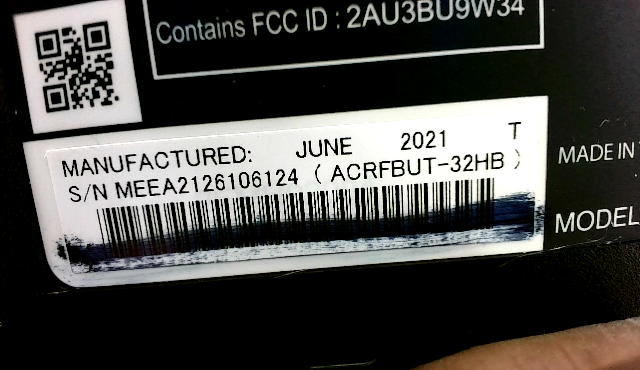 Contains FCC ID : 2AU3BU9W34
MANUFACTURED: JUNE 2021 T
S/N MEEA2126106124 ( ACRFBUT-32HB )
MADE IN
MODEL